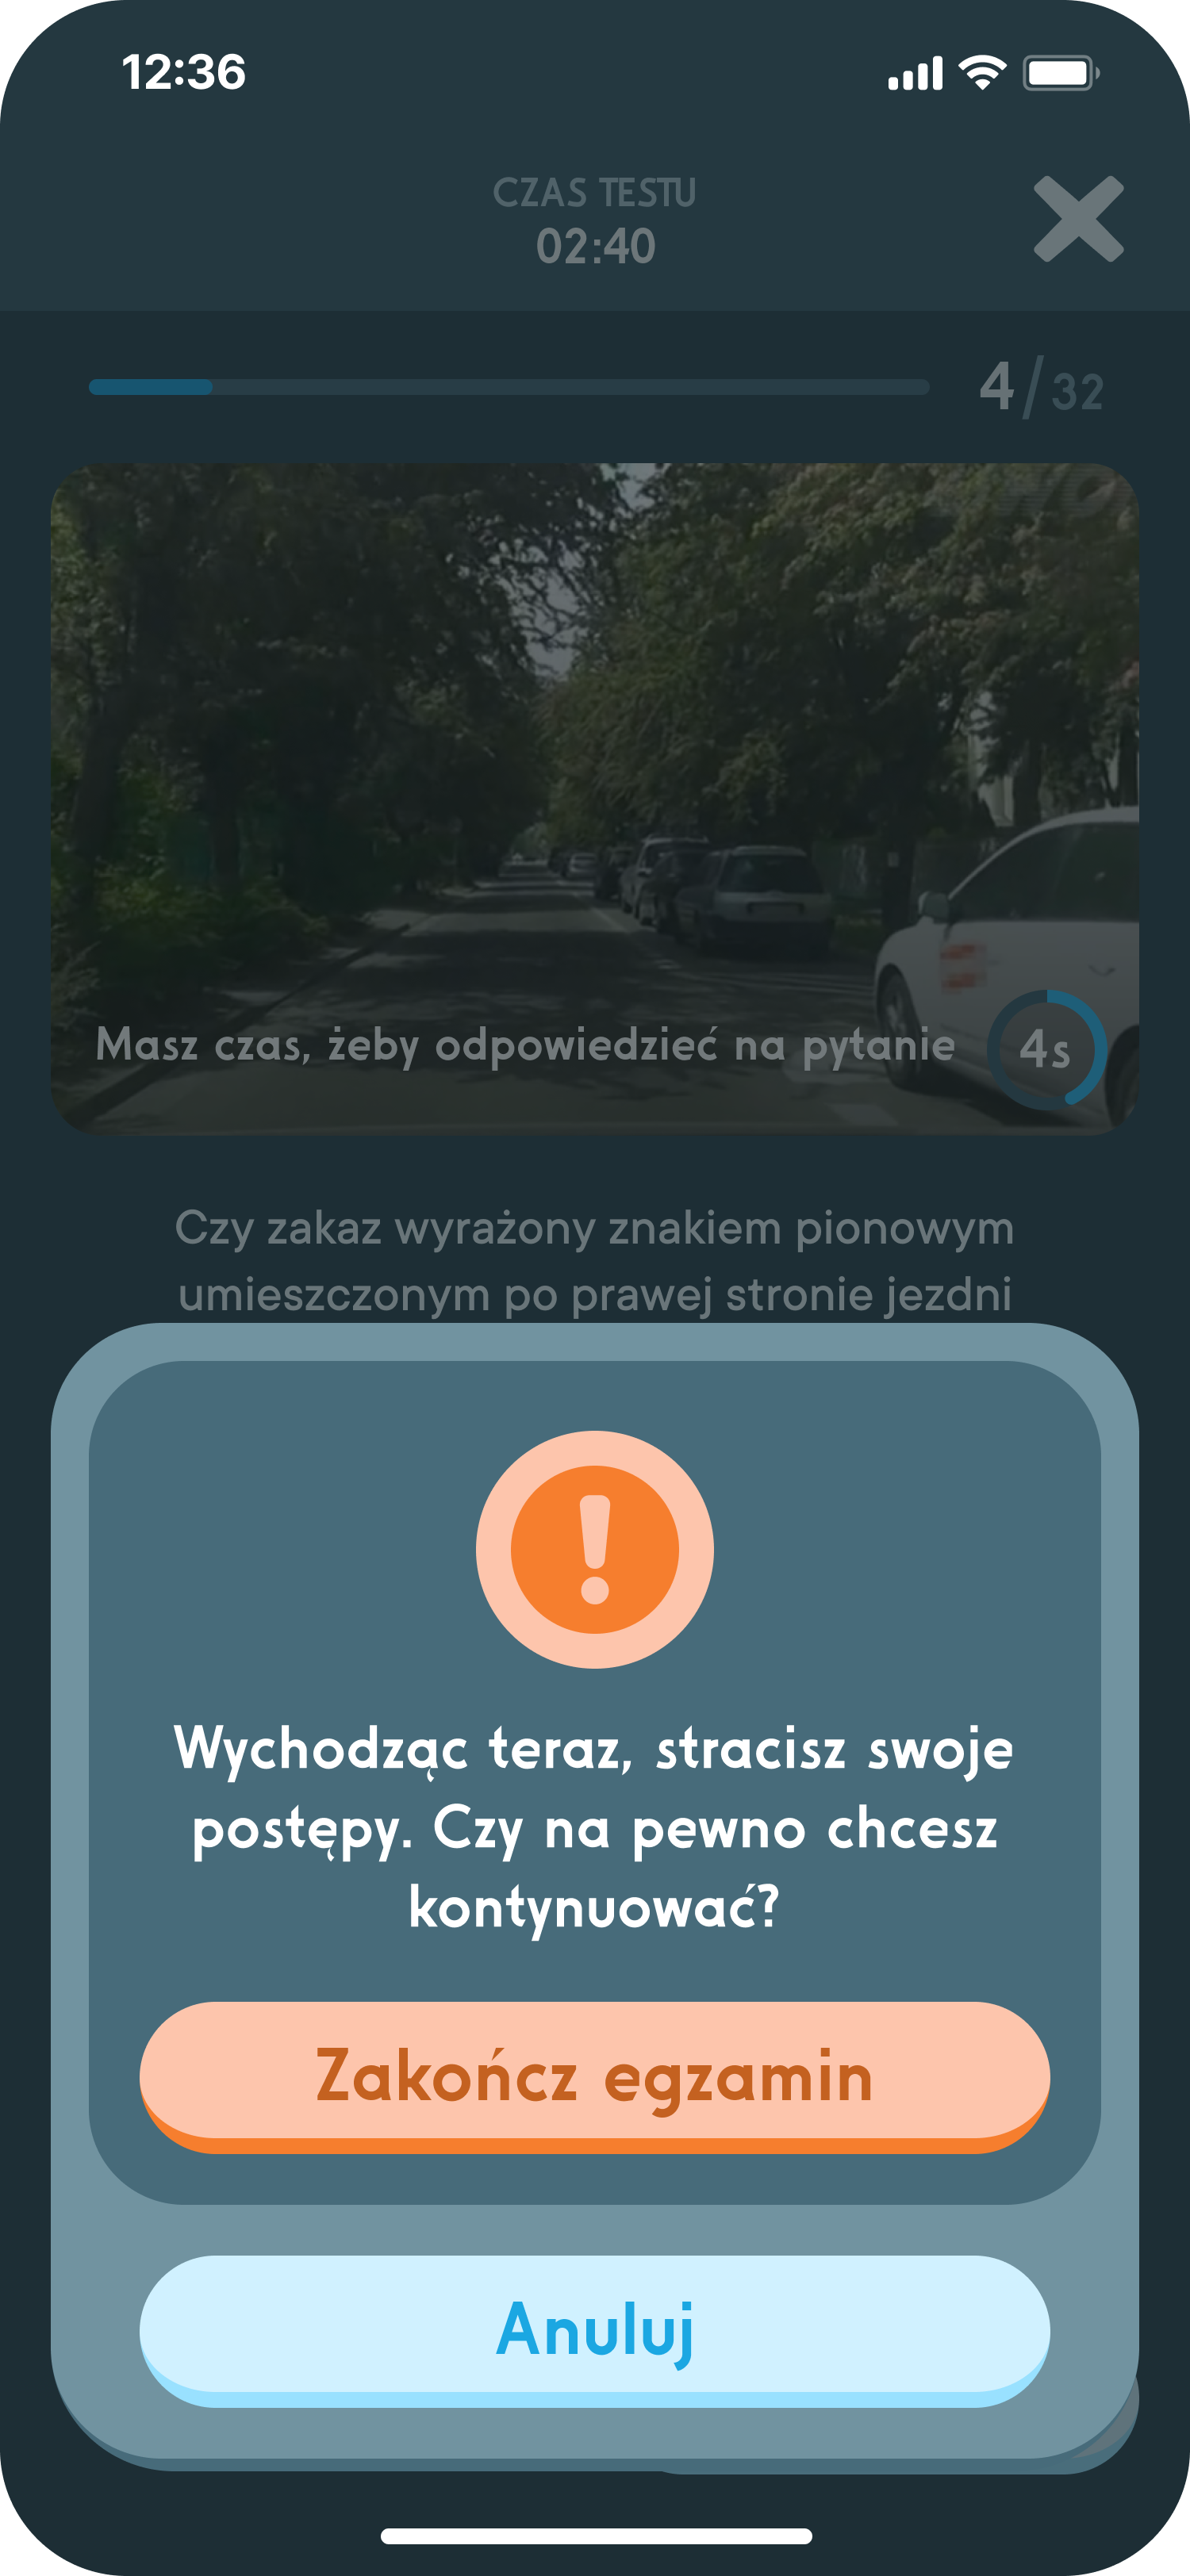 12:36
CZAS TESTU
02:40
4/32
Masz czas, żeby odpowiedzieć na pytanie
4s
Czy zakaz wyrażony znakiem pionowym
umieszczonym po prawej stronie jezdni
Wychodząc teraz, stracisz swoje
postępy. Czy na pewno chcesz
kontynuować?
Zakończ egzamin
Anuluj